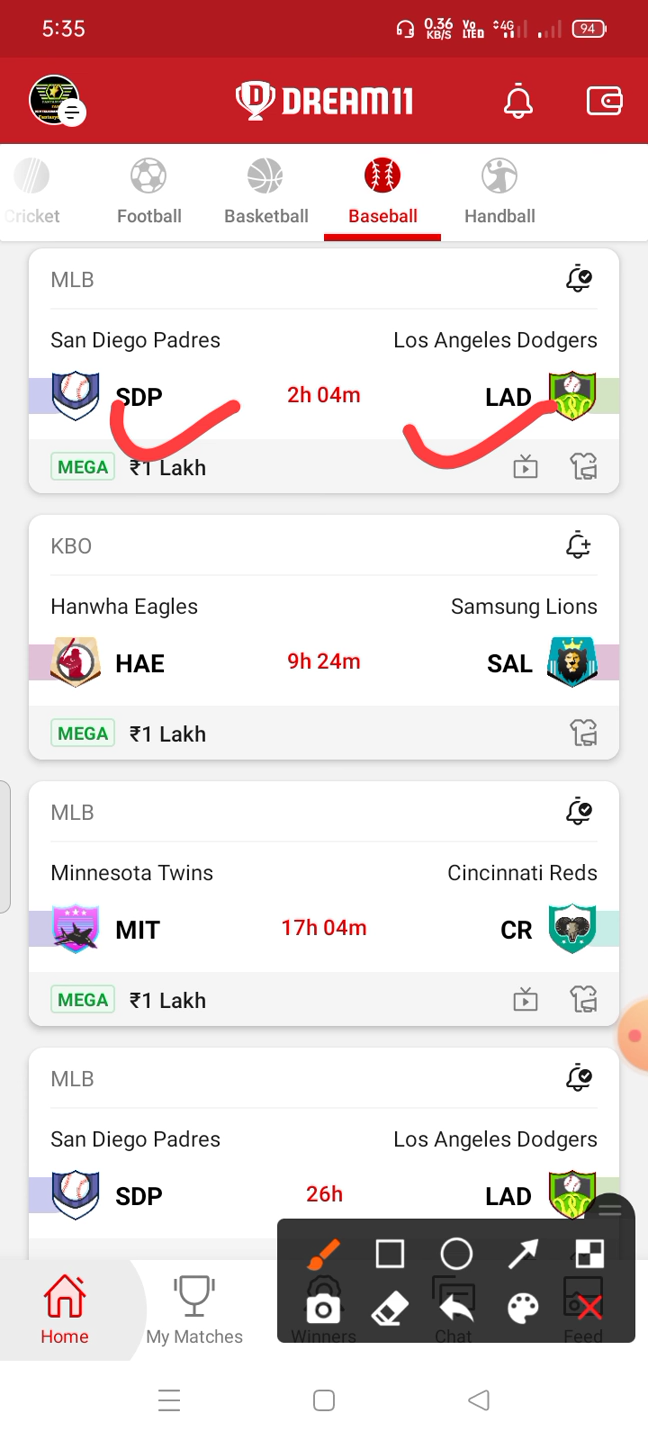 5:35 0.36 KB/S Vo LTED 4G 94
DREAM11
Cricket Football Basketball Baseball Handball
MLB
San Diego Padres Los Angeles Dodgers
SDP 2h 04m LAD
MEGA ₹1 Lakh
KBO
Hanwha Eagles Samsung Lions
HAE 9h 24m SAL
MEGA ₹1 Lakh
MLB
Minnesota Twins Cincinnati Reds
MIT 17h 04m CR
MEGA ₹1 Lakh
MLB
San Diego Padres Los Angeles Dodgers
SDP 26h LAD
Home My Matches Winners Chat Feed